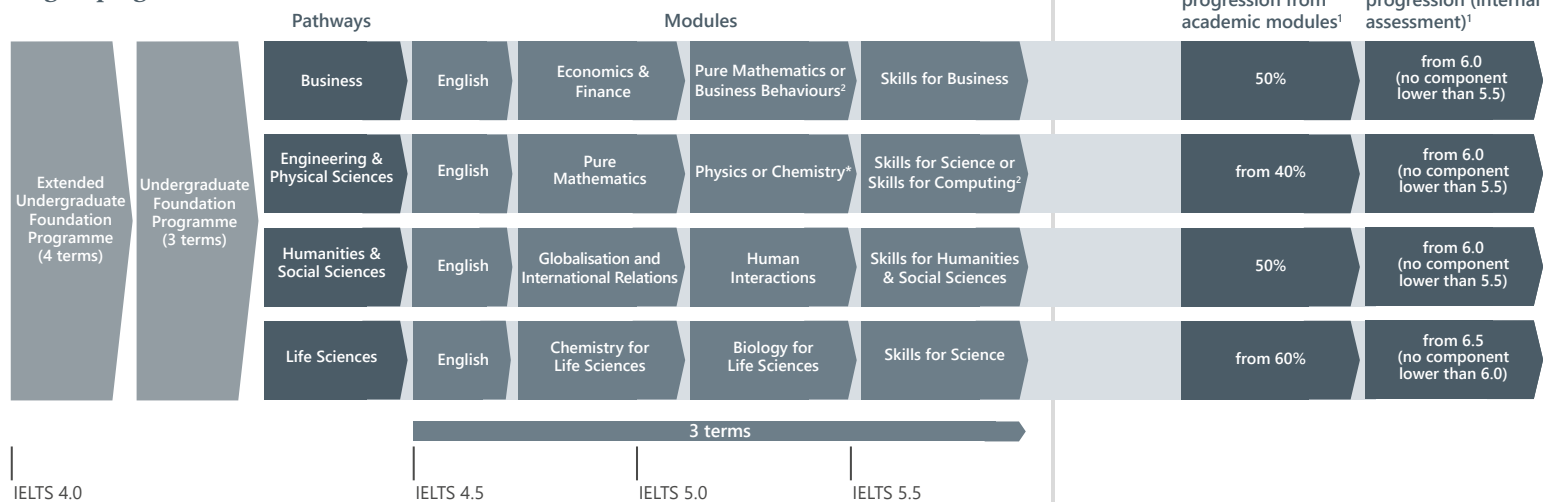 progression from
progression (internal
Pathways
Modules
academic modules¹
assessment)¹
Extended
Undergraduate
Foundation
Programme
(4 terms)
Undergraduate
Foundation
Programme
(3 terms)
Business
English
Economics &
Finance
Pure Mathematics or
Business Behaviours²
Skills for Business
50%
from 6.0
(no component
lower than 5.5)
Engineering &
Physical Sciences
English
Pure
Mathematics
Physics or Chemistry*
Skills for Science or
Skills for Computing²
from 40%
from 6.0
(no component
lower than 5.5)
Humanities &
Social Sciences
English
Globalisation and
International Relations
Human
Interactions
Skills for Humanities
& Social Sciences
50%
from 6.0
(no component
lower than 5.5)
Life Sciences
English
Chemistry for
Life Sciences
Biology for
Life Sciences
Skills for Science
from 60%
from 6.5
(no component
lower than 6.0)
3 terms
IELTS 4.0
IELTS 4.5
IELTS 5.0
IELTS 5.5